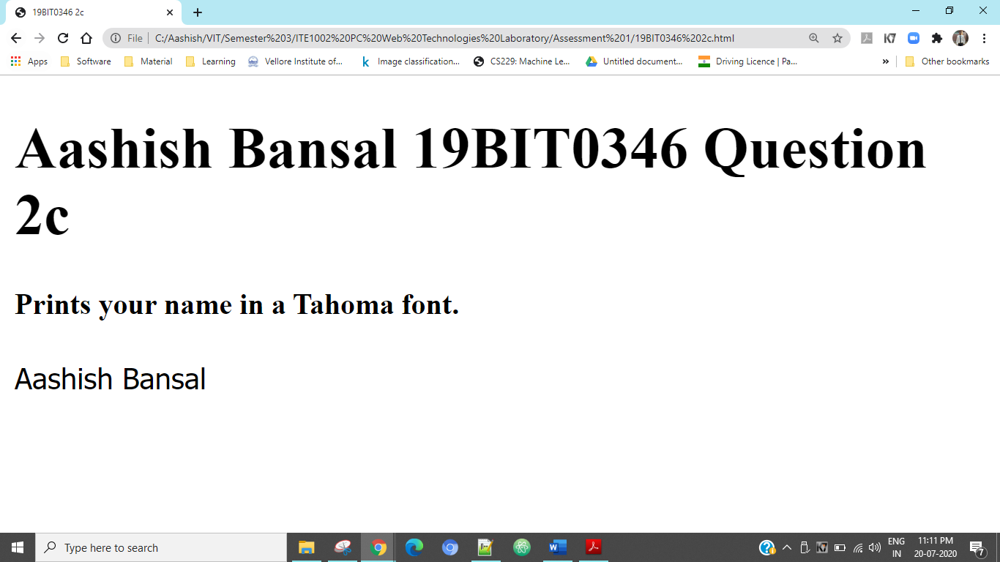 19BIT0346 2c
File C:/Aashish/VIT/Semester%203/ITE1002%20PC%20Web%20Technologies%20Laboratory/Assessment%201/19BIT0346%202c.html
Apps Software Material Learning Vellore Institute of... Image classification... CS229: Machine Le... Untitled document... Driving Licence | Pa... » Other bookmarks
Aashish Bansal 19BIT0346 Question
2c
Prints your name in a Tahoma font.
Aashish Bansal
Type here to search
ENG 11:11 PM
IN 20-07-2020 7